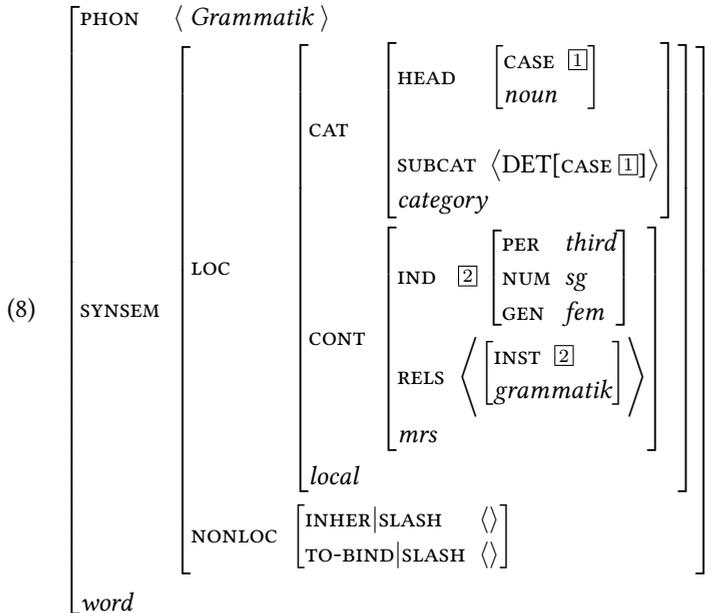 PHON ⟨ Grammatik ⟩
HEAD [CASE 1
noun]
CAT
SUBCAT ⟨DET[CASE 1]⟩
category
PER third
LOC
IND 2 NUM sg
(8) SYNSEM
GEN fem
CONT
INST 2
RELS ⟨ ⟩
grammatik
mrs
local
INHER|SLASH ⟨⟩
NONLOC
TO-BIND|SLASH ⟨⟩
word